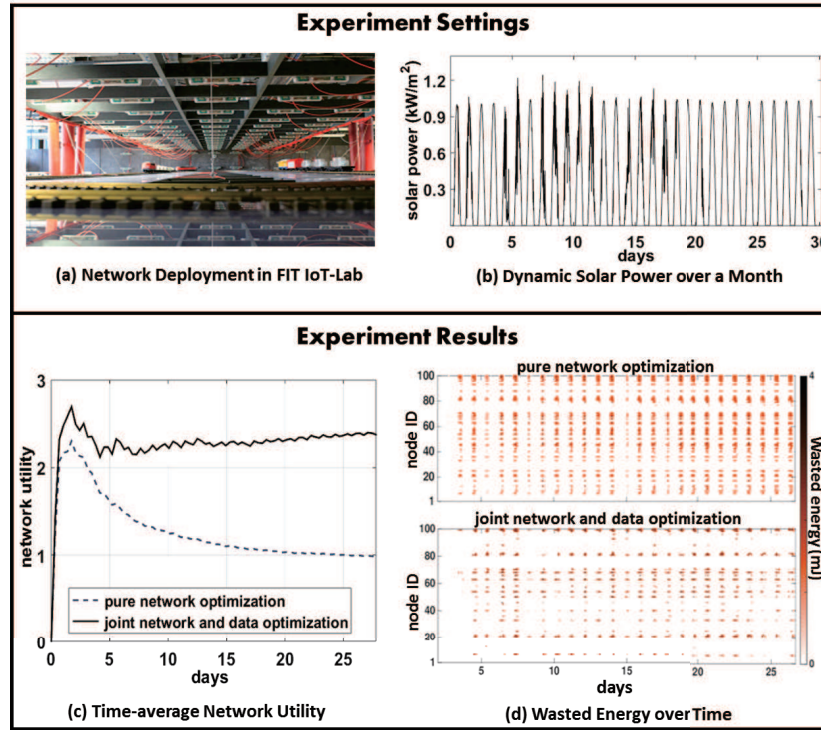 Experiment Settings
(a) Network Deployment in FIT IoT-Lab
solar power (kW/m²)
1.2
0.9
0.6
0.3
0 5 10 15 20 25 30
days
(b) Dynamic Solar Power over a Month
Experiment Results
network utility
3
2
1
0
pure network optimization
joint network and data optimization
0 5 10 15 20 25
days
(c) Time-average Network Utility
pure network optimization
node ID
100
80
60
40
20
1
joint network and data optimization
node ID
100
80
60
40
20
1
5 10 15 20 25
days
4
Wasted energy (mJ)
0
(d) Wasted Energy over Time